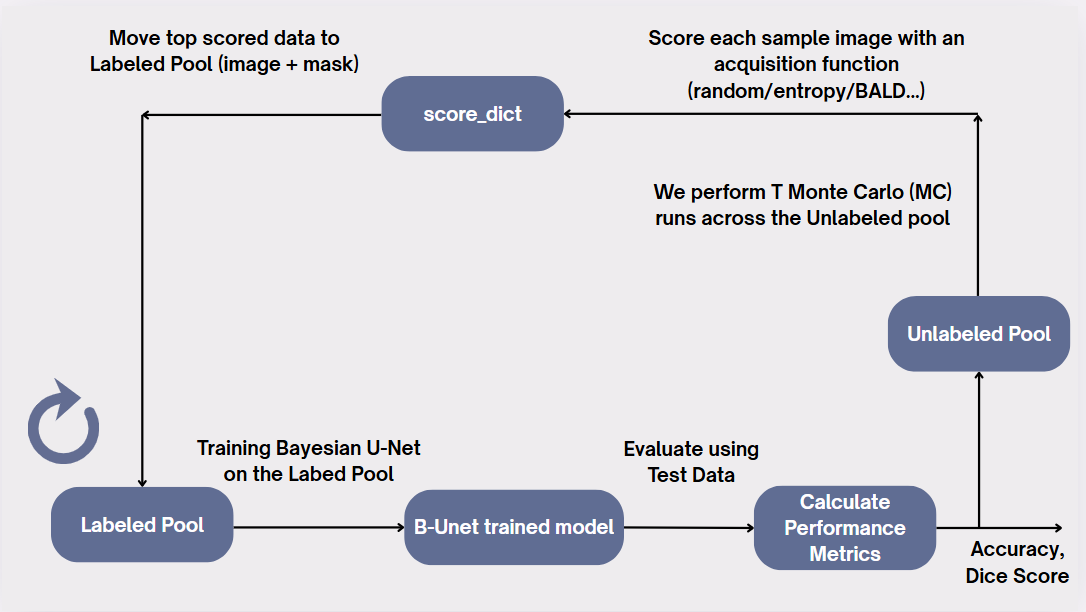 Move top scored data to
Labeled Pool (image + mask)
Score each sample image with an
acquisition function
(random/entropy/BALD...)
score_dict
We perform T Monte Carlo (MC)
runs across the Unlabeled pool
Unlabeled Pool
Training Bayesian U-Net
on the Labed Pool
Evaluate using
Test Data
Labeled Pool
B-Unet trained model
Calculate
Performance
Metrics
Accuracy,
Dice Score